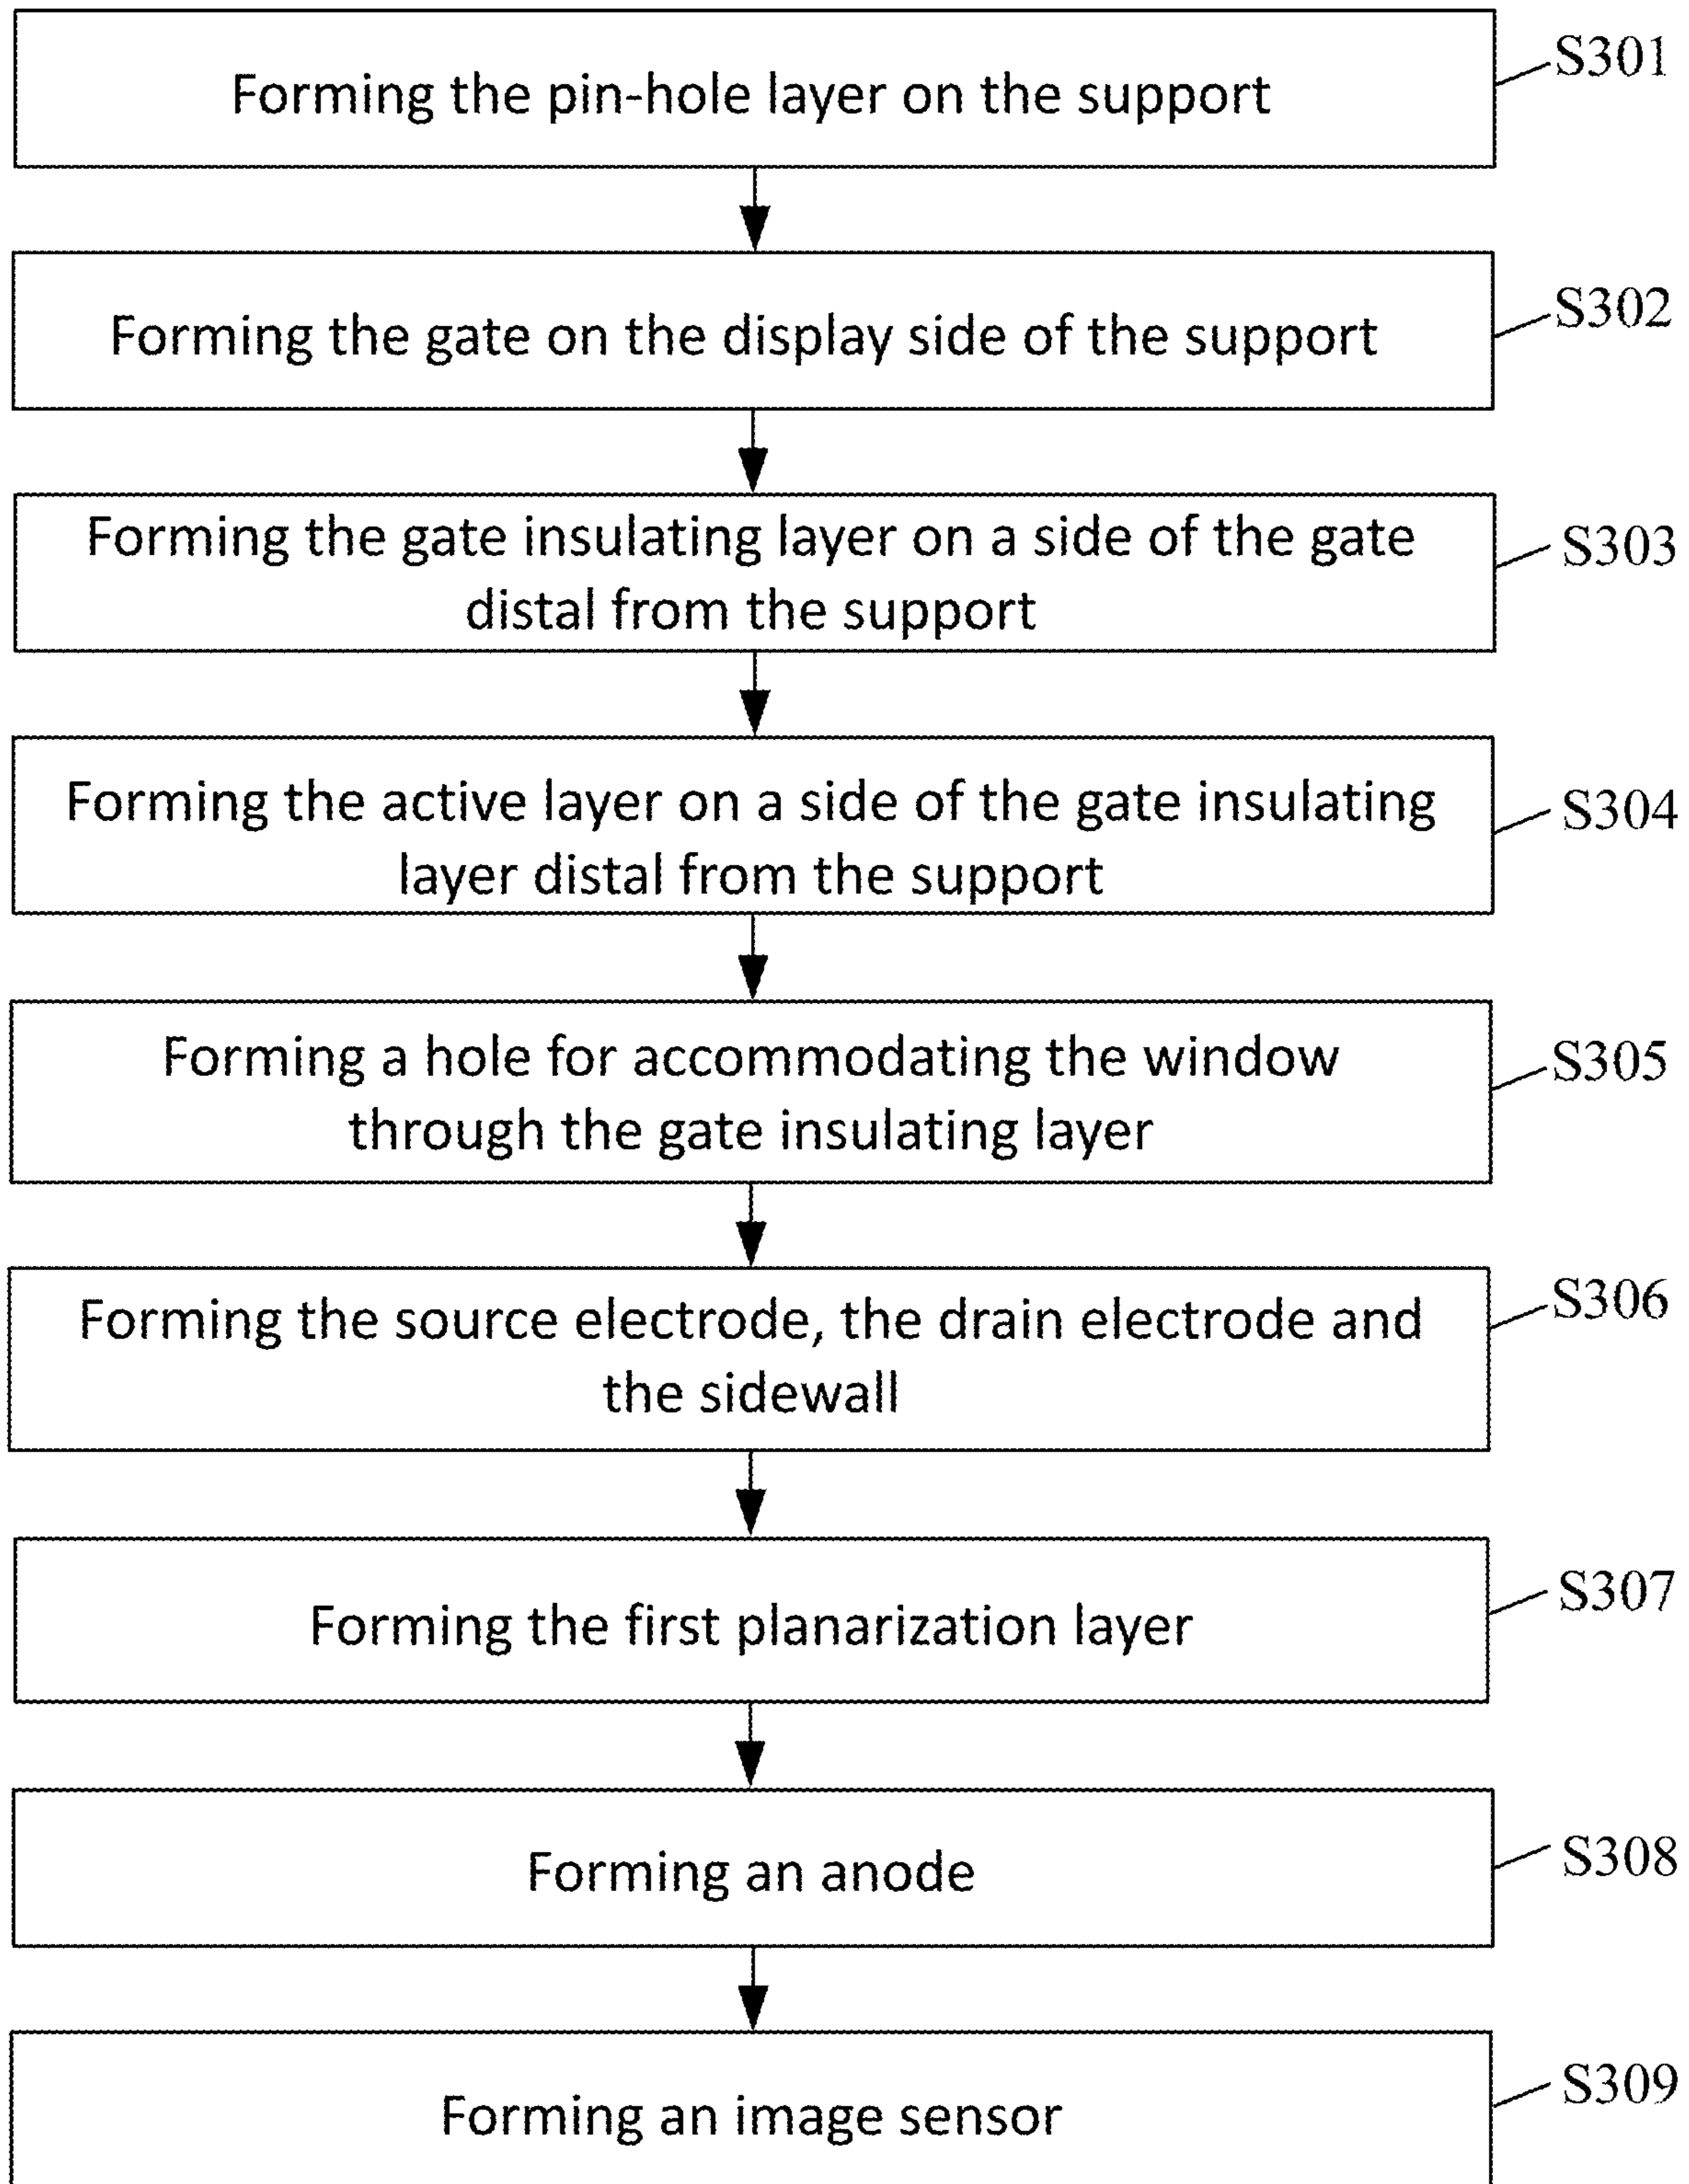 Forming the pin-hole layer on the support
S301
Forming the gate on the display side of the support
S302
Forming the gate insulating layer on a side of the gate
distal from the support
S303
Forming the active layer on a side of the gate insulating
layer distal from the support
S304
Forming a hole for accommodating the window
through the gate insulating layer
S305
Forming the source electrode, the drain electrode and
the sidewall
S306
Forming the first planarization layer
S307
Forming an anode
S308
Forming an image sensor
S309